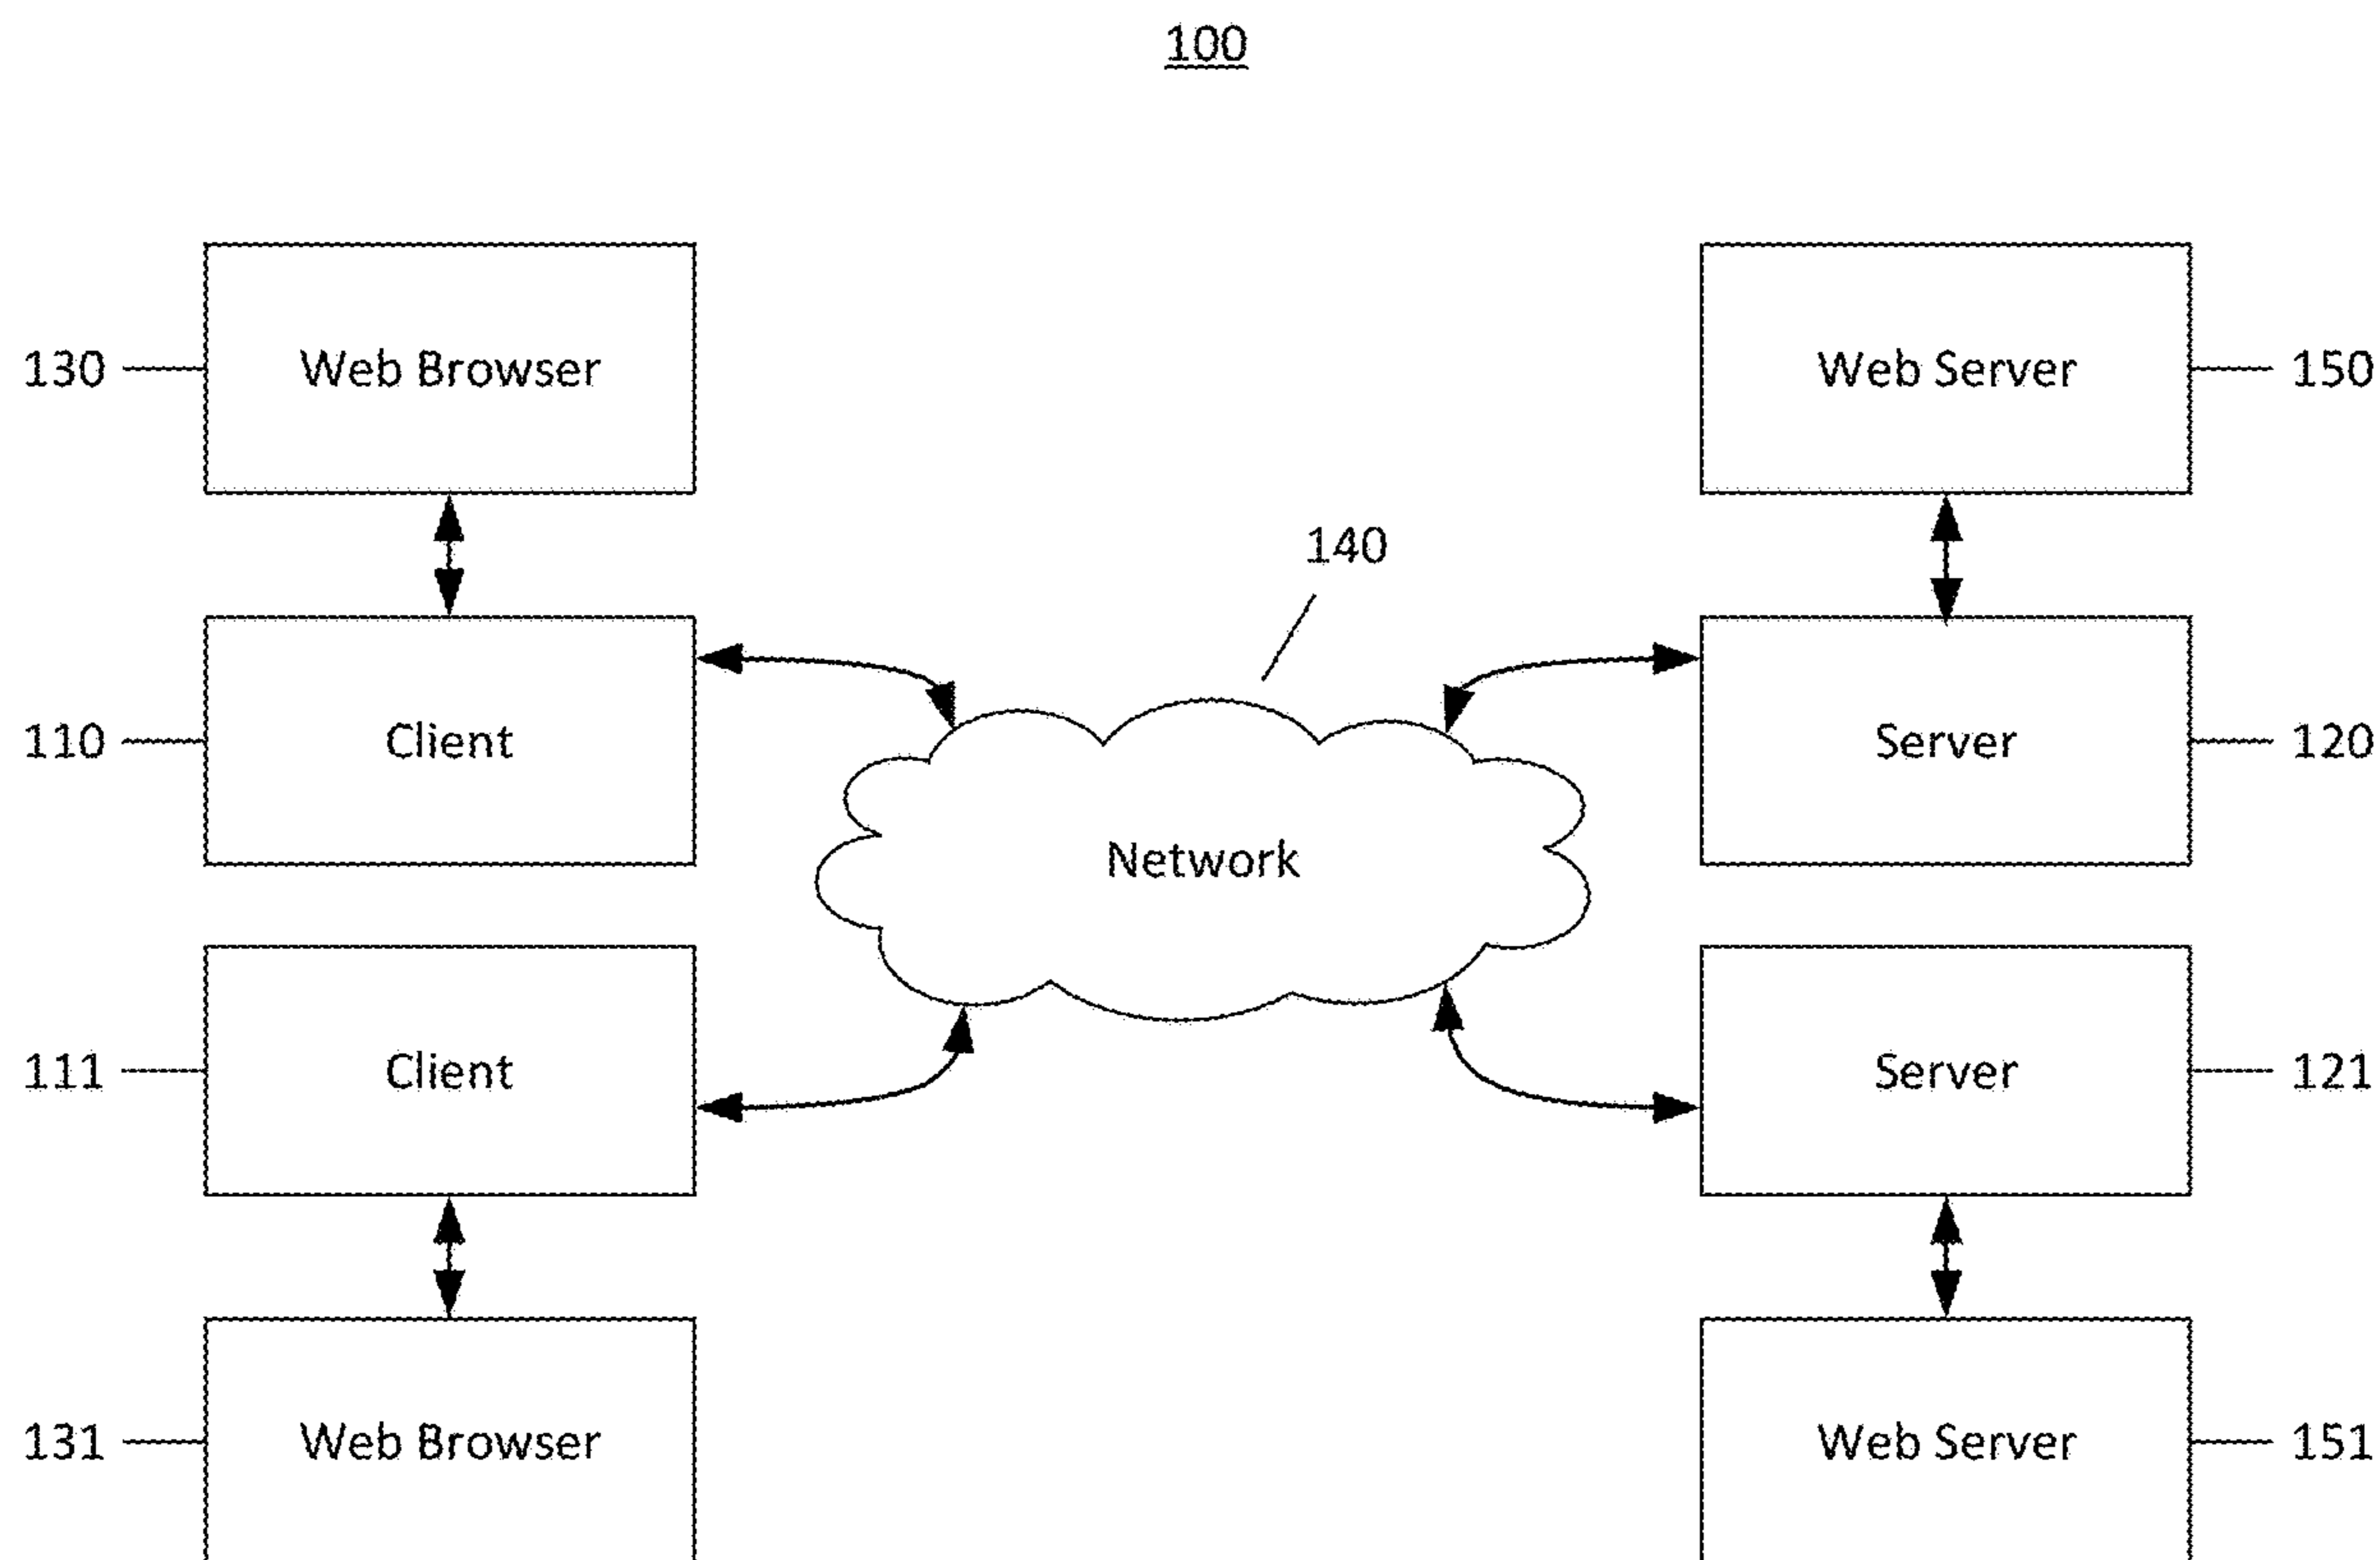 100
130 Web Browser Web Server 150
140
110 Client Server 120
Network
111 Client Server 121
131 Web Browser Web Server 151